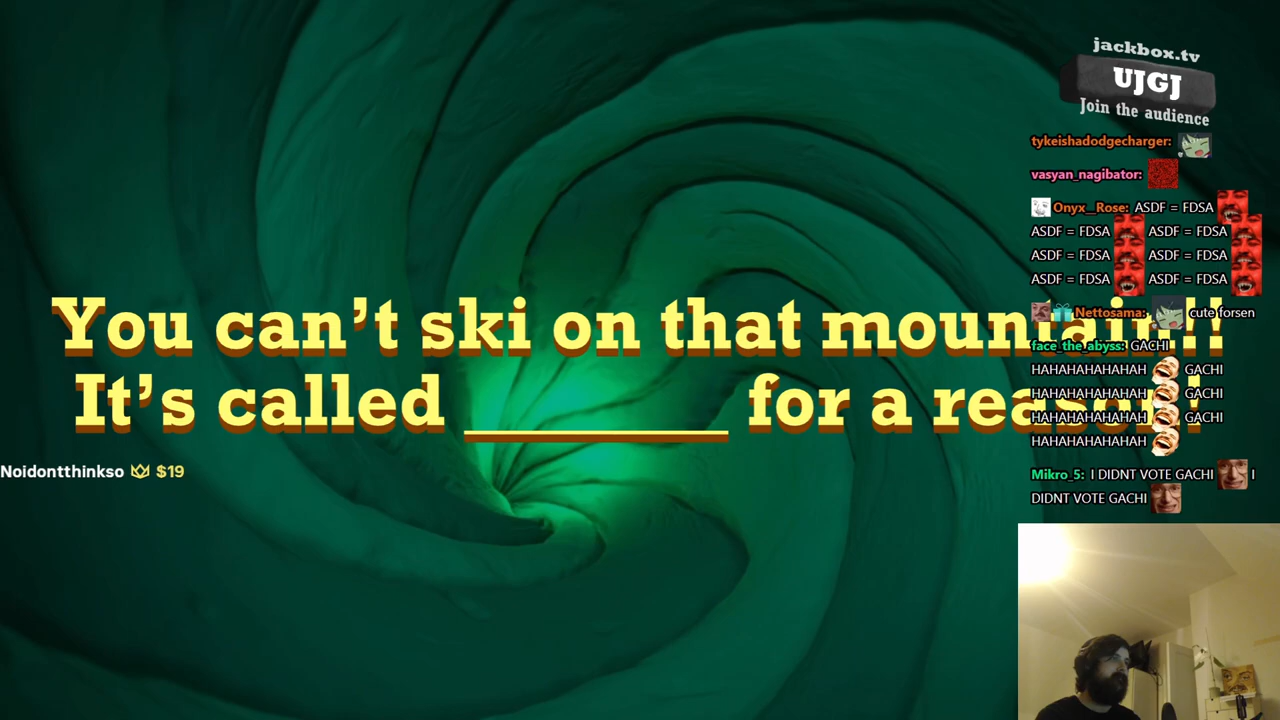 jackbox.tv
UJGJ
Join the audience
tykeishadodgecharger:
vasyan_nagibator:
Onyx_Rose: ASDF = FDSA
ASDF = FDSA ASDF = FDSA
ASDF = FDSA ASDF = FDSA
ASDF = FDSA ASDF = FDSA
Nettosama: cute forsen
You can't ski on that mountain!!!
face_the_abyss: GACHI
HAHAHAHAHAHAH GACHI
HAHAHAHAHAHAH GACHI
HAHAHAHAHAHAH GACHI
HAHAHAHAHAHAH
It's called ________ for a reason!
Noidontthinkso $19
Mikro_5: I DIDNT VOTE GACHI I
DIDNT VOTE GACHI